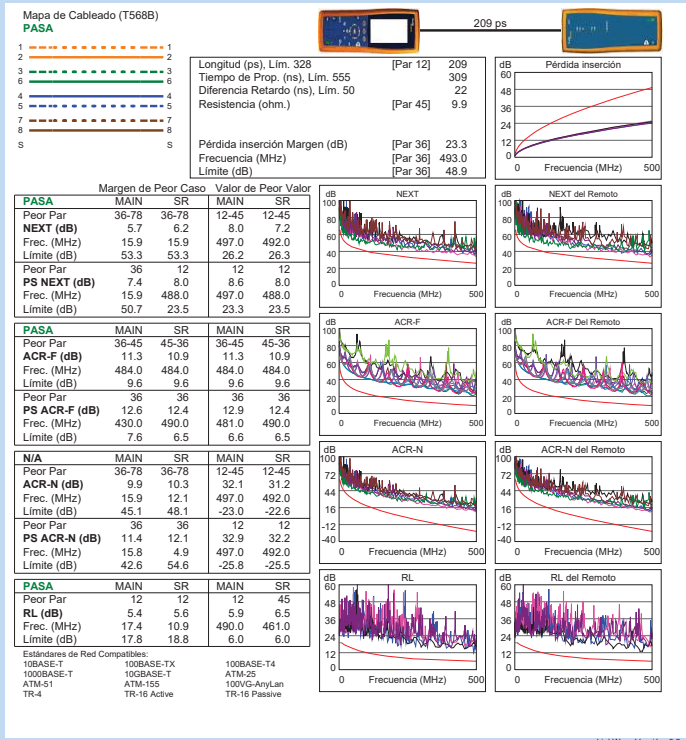 Mapa de Cableado (T568B)
PASA
1 1
2 2
3 3
6 6
4 4
5 5
7 7
8 8
S S
209 ps
Longitud (ps), Lím. 328 [Par 12] 209
Tiempo de Prop. (ns), Lím. 555 309
Diferencia Retardo (ns), Lím. 50 22
Resistencia (ohm.) [Par 45] 9.9
Pérdida inserción Margen (dB) [Par 36] 23.3
Frecuencia (MHz) [Par 36] 493.0
Límite (dB) [Par 36] 48.9
dB Pérdida inserción
60
48
36
24
12
0
0 Frecuencia (MHz) 500
Margen de Peor Caso Valor de Peor Valor
PASA MAIN SR MAIN SR
Peor Par 36-78 36-78 12-45 12-45
NEXT (dB) 5.7 6.2 8.0 7.2
Frec. (MHz) 15.9 15.9 497.0 492.0
Límite (dB) 53.3 53.3 26.2 26.3
Peor Par 36 12 12 12
PS NEXT (dB) 7.4 8.0 8.6 8.0
Frec. (MHz) 15.9 488.0 497.0 488.0
Límite (dB) 50.7 23.5 23.3 23.5
dB NEXT
100
80
60
40
20
0
0 Frecuencia (MHz) 500
dB NEXT del Remoto
100
80
60
40
20
0
0 Frecuencia (MHz) 500
PASA MAIN SR MAIN SR
Peor Par 36-45 45-36 36-45 45-36
ACR-F (dB) 11.3 10.9 11.3 10.9
Frec. (MHz) 484.0 484.0 484.0 484.0
Límite (dB) 9.6 9.6 9.6 9.6
Peor Par 36 36 36 36
PS ACR-F (dB) 12.6 12.4 12.9 12.4
Frec. (MHz) 430.0 490.0 481.0 490.0
Límite (dB) 7.6 6.5 6.6 6.5
dB ACR-F
100
80
60
40
20
0
0 Frecuencia (MHz) 500
dB ACR-F Del Remoto
100
80
60
40
20
0
0 Frecuencia (MHz) 500
N/A MAIN SR MAIN SR
Peor Par 36-78 36-78 12-45 12-45
ACR-N (dB) 9.9 10.3 32.1 31.2
Frec. (MHz) 15.9 12.1 497.0 492.0
Límite (dB) 45.1 48.1 -23.0 -22.6
Peor Par 36 36 12 12
PS ACR-N (dB) 11.4 12.1 32.9 32.2
Frec. (MHz) 15.8 4.9 497.0 492.0
Límite (dB) 42.6 54.6 -25.8 -25.5
dB ACR-N
100
72
44
16
-12
-40
0 Frecuencia (MHz) 500
dB ACR-N del Remoto
100
72
44
16
-12
-40
0 Frecuencia (MHz) 500
PASA MAIN SR MAIN SR
Peor Par 12 12 12 45
RL (dB) 5.4 5.6 5.9 6.5
Frec. (MHz) 17.4 10.9 490.0 461.0
Límite (dB) 17.8 18.8 6.0 6.0
dB RL
60
48
36
24
12
0
0 Frecuencia (MHz) 500
dB RL del Remoto
60
48
36
24
12
0
0 Frecuencia (MHz) 500
Estándares de Red Compatibles:
10BASE-T 100BASE-TX 100BASE-T4
1000BASE-T 10GBASE-T ATM-25
ATM-51 ATM-155 100VG-AnyLan
TR-4 TR-16 Active TR-16 Passive